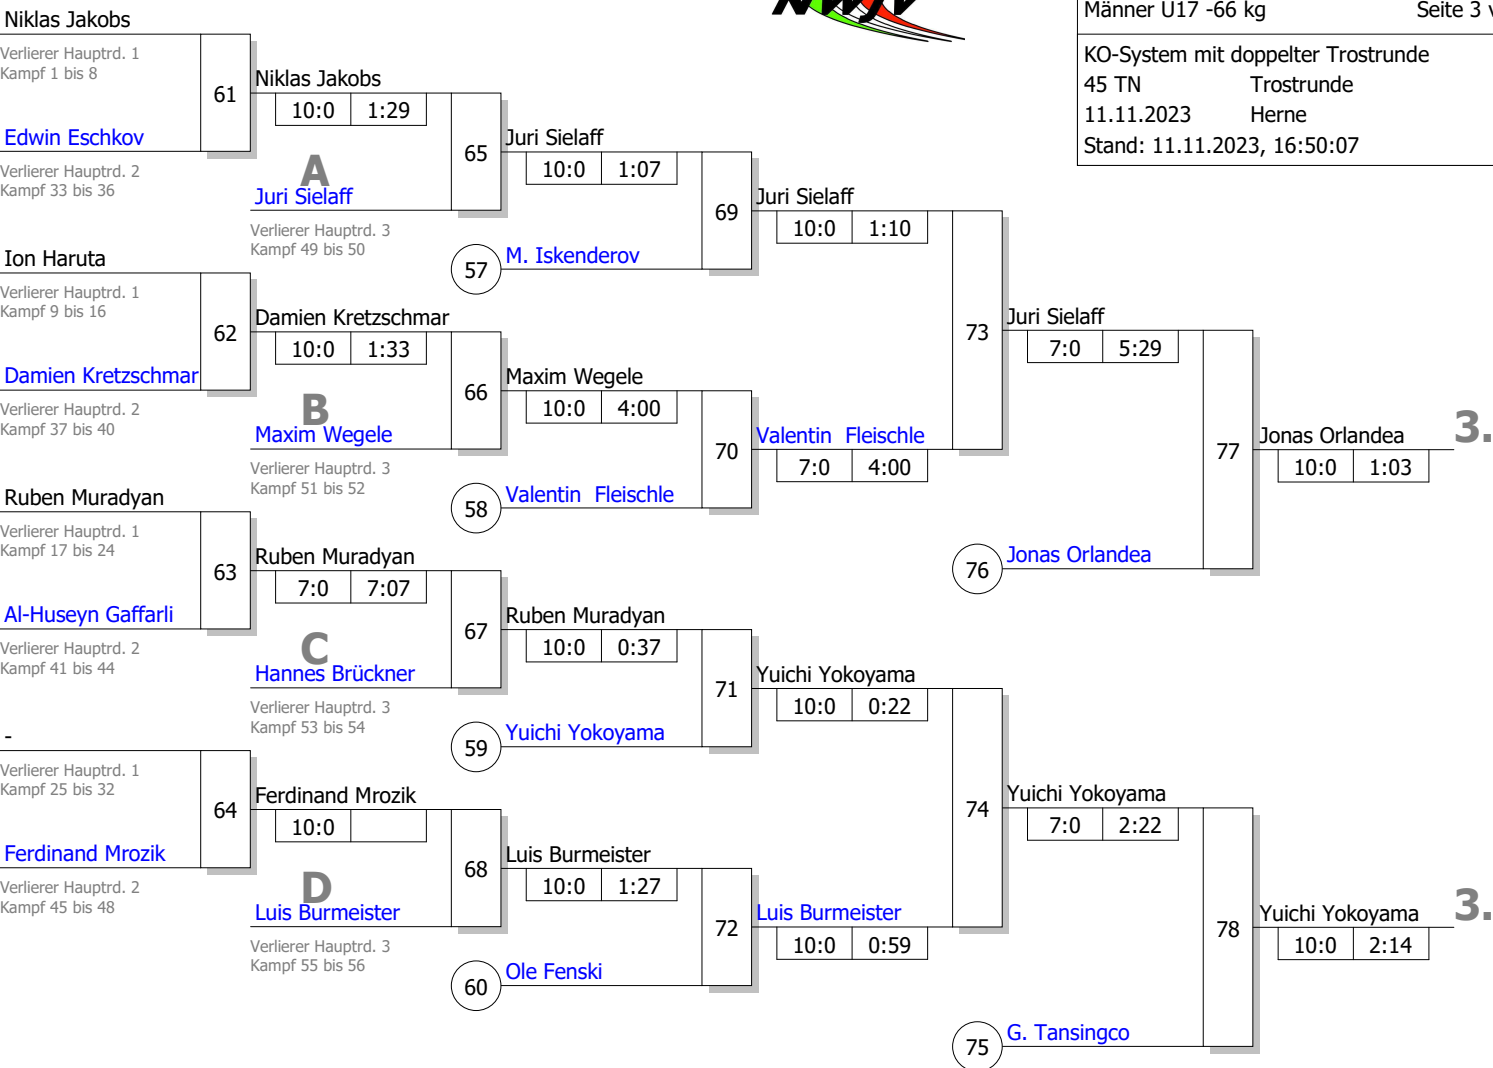 NWJV
Männer U17 -66 kg Seite 3 v
KO-System mit doppelter Trostrunde
45 TN Trostrunde
11.11.2023 Herne
Stand: 11.11.2023, 16:50:07
Niklas Jakobs
Verlierer Hauptrd. 1
Kampf 1 bis 8
61
Edwin Eschkov
Verlierer Hauptrd. 2
Kampf 33 bis 36
Ion Haruta
Verlierer Hauptrd. 1
Kampf 9 bis 16
62
Damien Kretzschmar
Verlierer Hauptrd. 2
Kampf 37 bis 40
Ruben Muradyan
Verlierer Hauptrd. 1
Kampf 17 bis 24
63
Al-Huseyn Gaffarli
Verlierer Hauptrd. 2
Kampf 41 bis 44
-
Verlierer Hauptrd. 1
Kampf 25 bis 32
64
Ferdinand Mrozik
Verlierer Hauptrd. 2
Kampf 45 bis 48
Niklas Jakobs
10:0 1:29
A
65
Juri Sielaff
Verlierer Hauptrd. 3
Kampf 49 bis 50
Damien Kretzschmar
10:0 1:33
B
66
Maxim Wegele
Verlierer Hauptrd. 3
Kampf 51 bis 52
Ruben Muradyan
7:0 7:07
C
67
Hannes Brückner
Verlierer Hauptrd. 3
Kampf 53 bis 54
Ferdinand Mrozik
10:0
D
68
Luis Burmeister
Verlierer Hauptrd. 3
Kampf 55 bis 56
Juri Sielaff
10:0 1:07
69
57 M. Iskenderov
Maxim Wegele
10:0 4:00
70
58 Valentin Fleischle
Ruben Muradyan
10:0 0:37
71
59 Yuichi Yokoyama
Luis Burmeister
10:0 1:27
72
60 Ole Fenski
Juri Sielaff
10:0 1:10
73
Valentin Fleischle
7:0 4:00
Yuichi Yokoyama
10:0 0:22
74
Luis Burmeister
10:0 0:59
Juri Sielaff
7:0 5:29
77
76 Jonas Orlandea
Yuichi Yokoyama
7:0 2:22
78
75 G. Tansingco
Jonas Orlandea 3.
10:0 1:03
Yuichi Yokoyama 3.
10:0 2:14